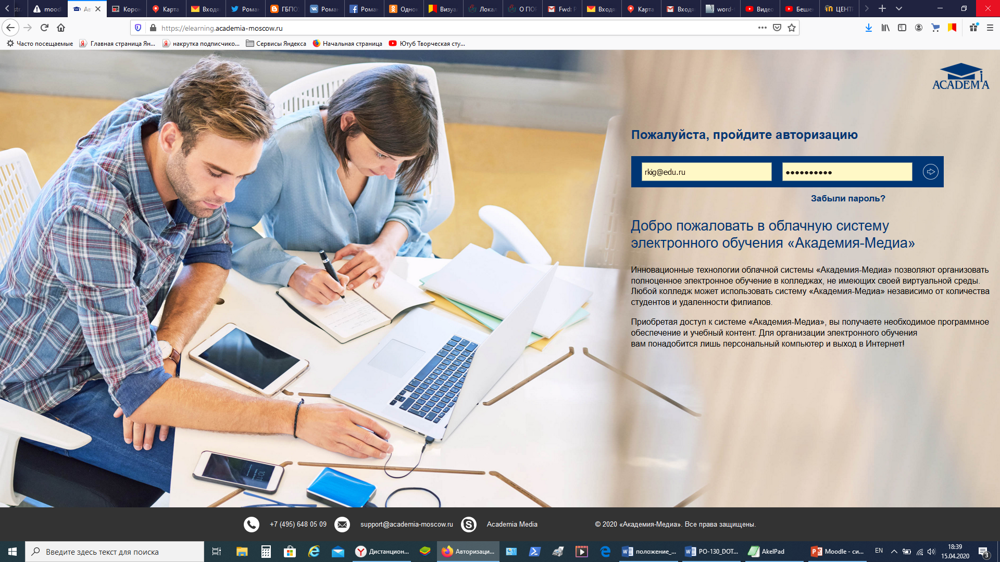 mood
Ав
Корон
Карта
Входя
Роман
ГБПО
Роман
Роман
Однок
Визуа
Локал
О ПОР
Fwd: Р
Входя
Карта
Входя
word-
Видео
Бешен
ЦЕНТР
https://elearning.academia-moscow.ru
Часто посещаемые
Главная страница Ян...
накрутка подписчико...
Сервисы Яндекса
Начальная страница
Ютуб Творческая сту...
ACADEMiA
Пожалуйста, пройдите авторизацию
rkig@edu.ru
••••••••••
Забыли пароль?
Добро пожаловать в облачную систему
электронного обучения «Академия-Медиа»
Инновационные технологии облачной системы «Академия-Медиа» позволяют организовать
полноценное электронное обучение в колледжах, не имеющих своей виртуальной среды.
Любой колледж может использовать систему «Академия-Медиа» независимо от количества
студентов и удаленности филиалов.
Приобретая доступ к системе «Академия-Медиа», вы получаете необходимое программное
обеспечение и учебный контент. Для организации электронного обучения
вам понадобится лишь персональный компьютер и выход в Интернет!
+7 (495) 648 05 09
support@academia-moscow.ru
Academia Media
© 2020 «Академия-Медиа». Все права защищены.
Введите здесь текст для поиска
Дистанцион...
Авторизаци...
положение_...
PO-130_DOT...
AkelPad
Moodle - си...
EN
18:39
15.04.2020
3